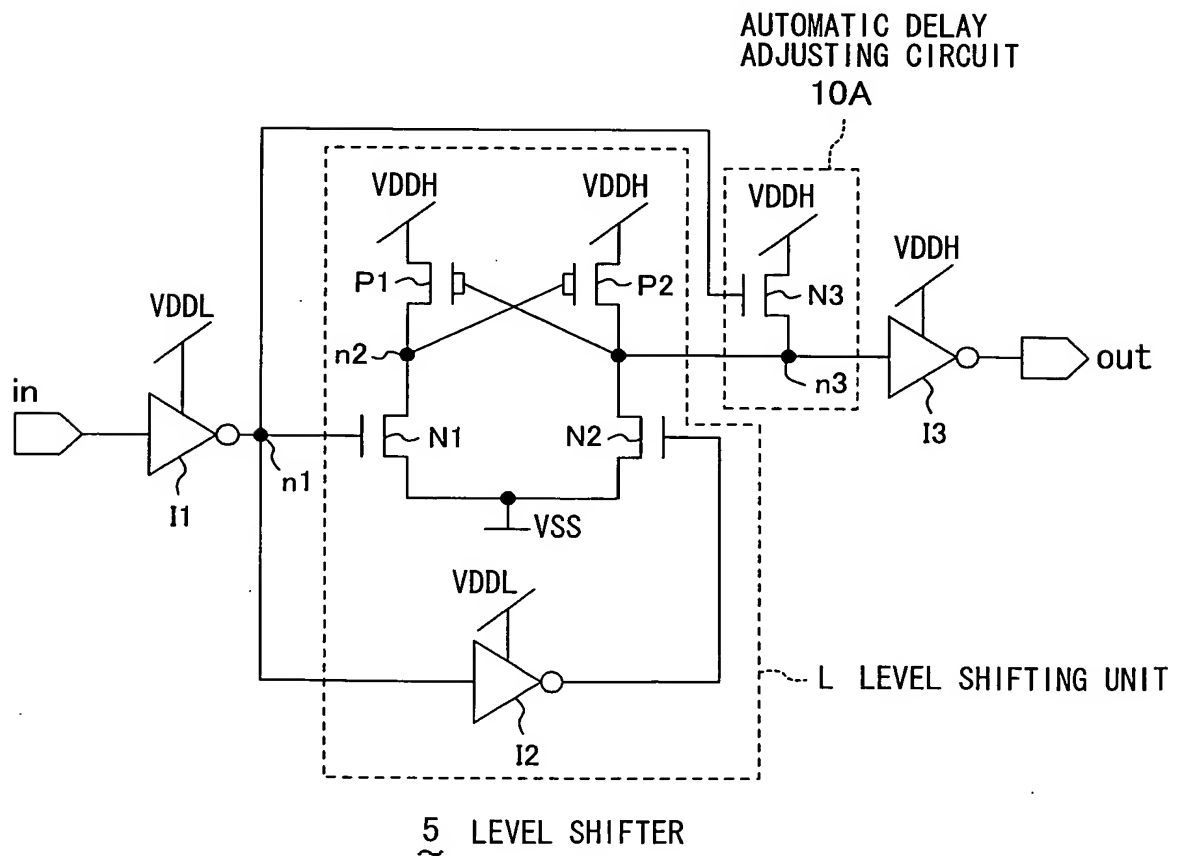 AUTOMATIC DELAY
ADJUSTING CIRCUIT
10A
VDDH
VDDH
VDDH
VDDH
P1
P2
N3
VDDL
n2
n3
out
in
N1
N2
I3
n1
I1
VSS
VDDL
L LEVEL SHIFTING UNIT
I2
5 LEVEL SHIFTER